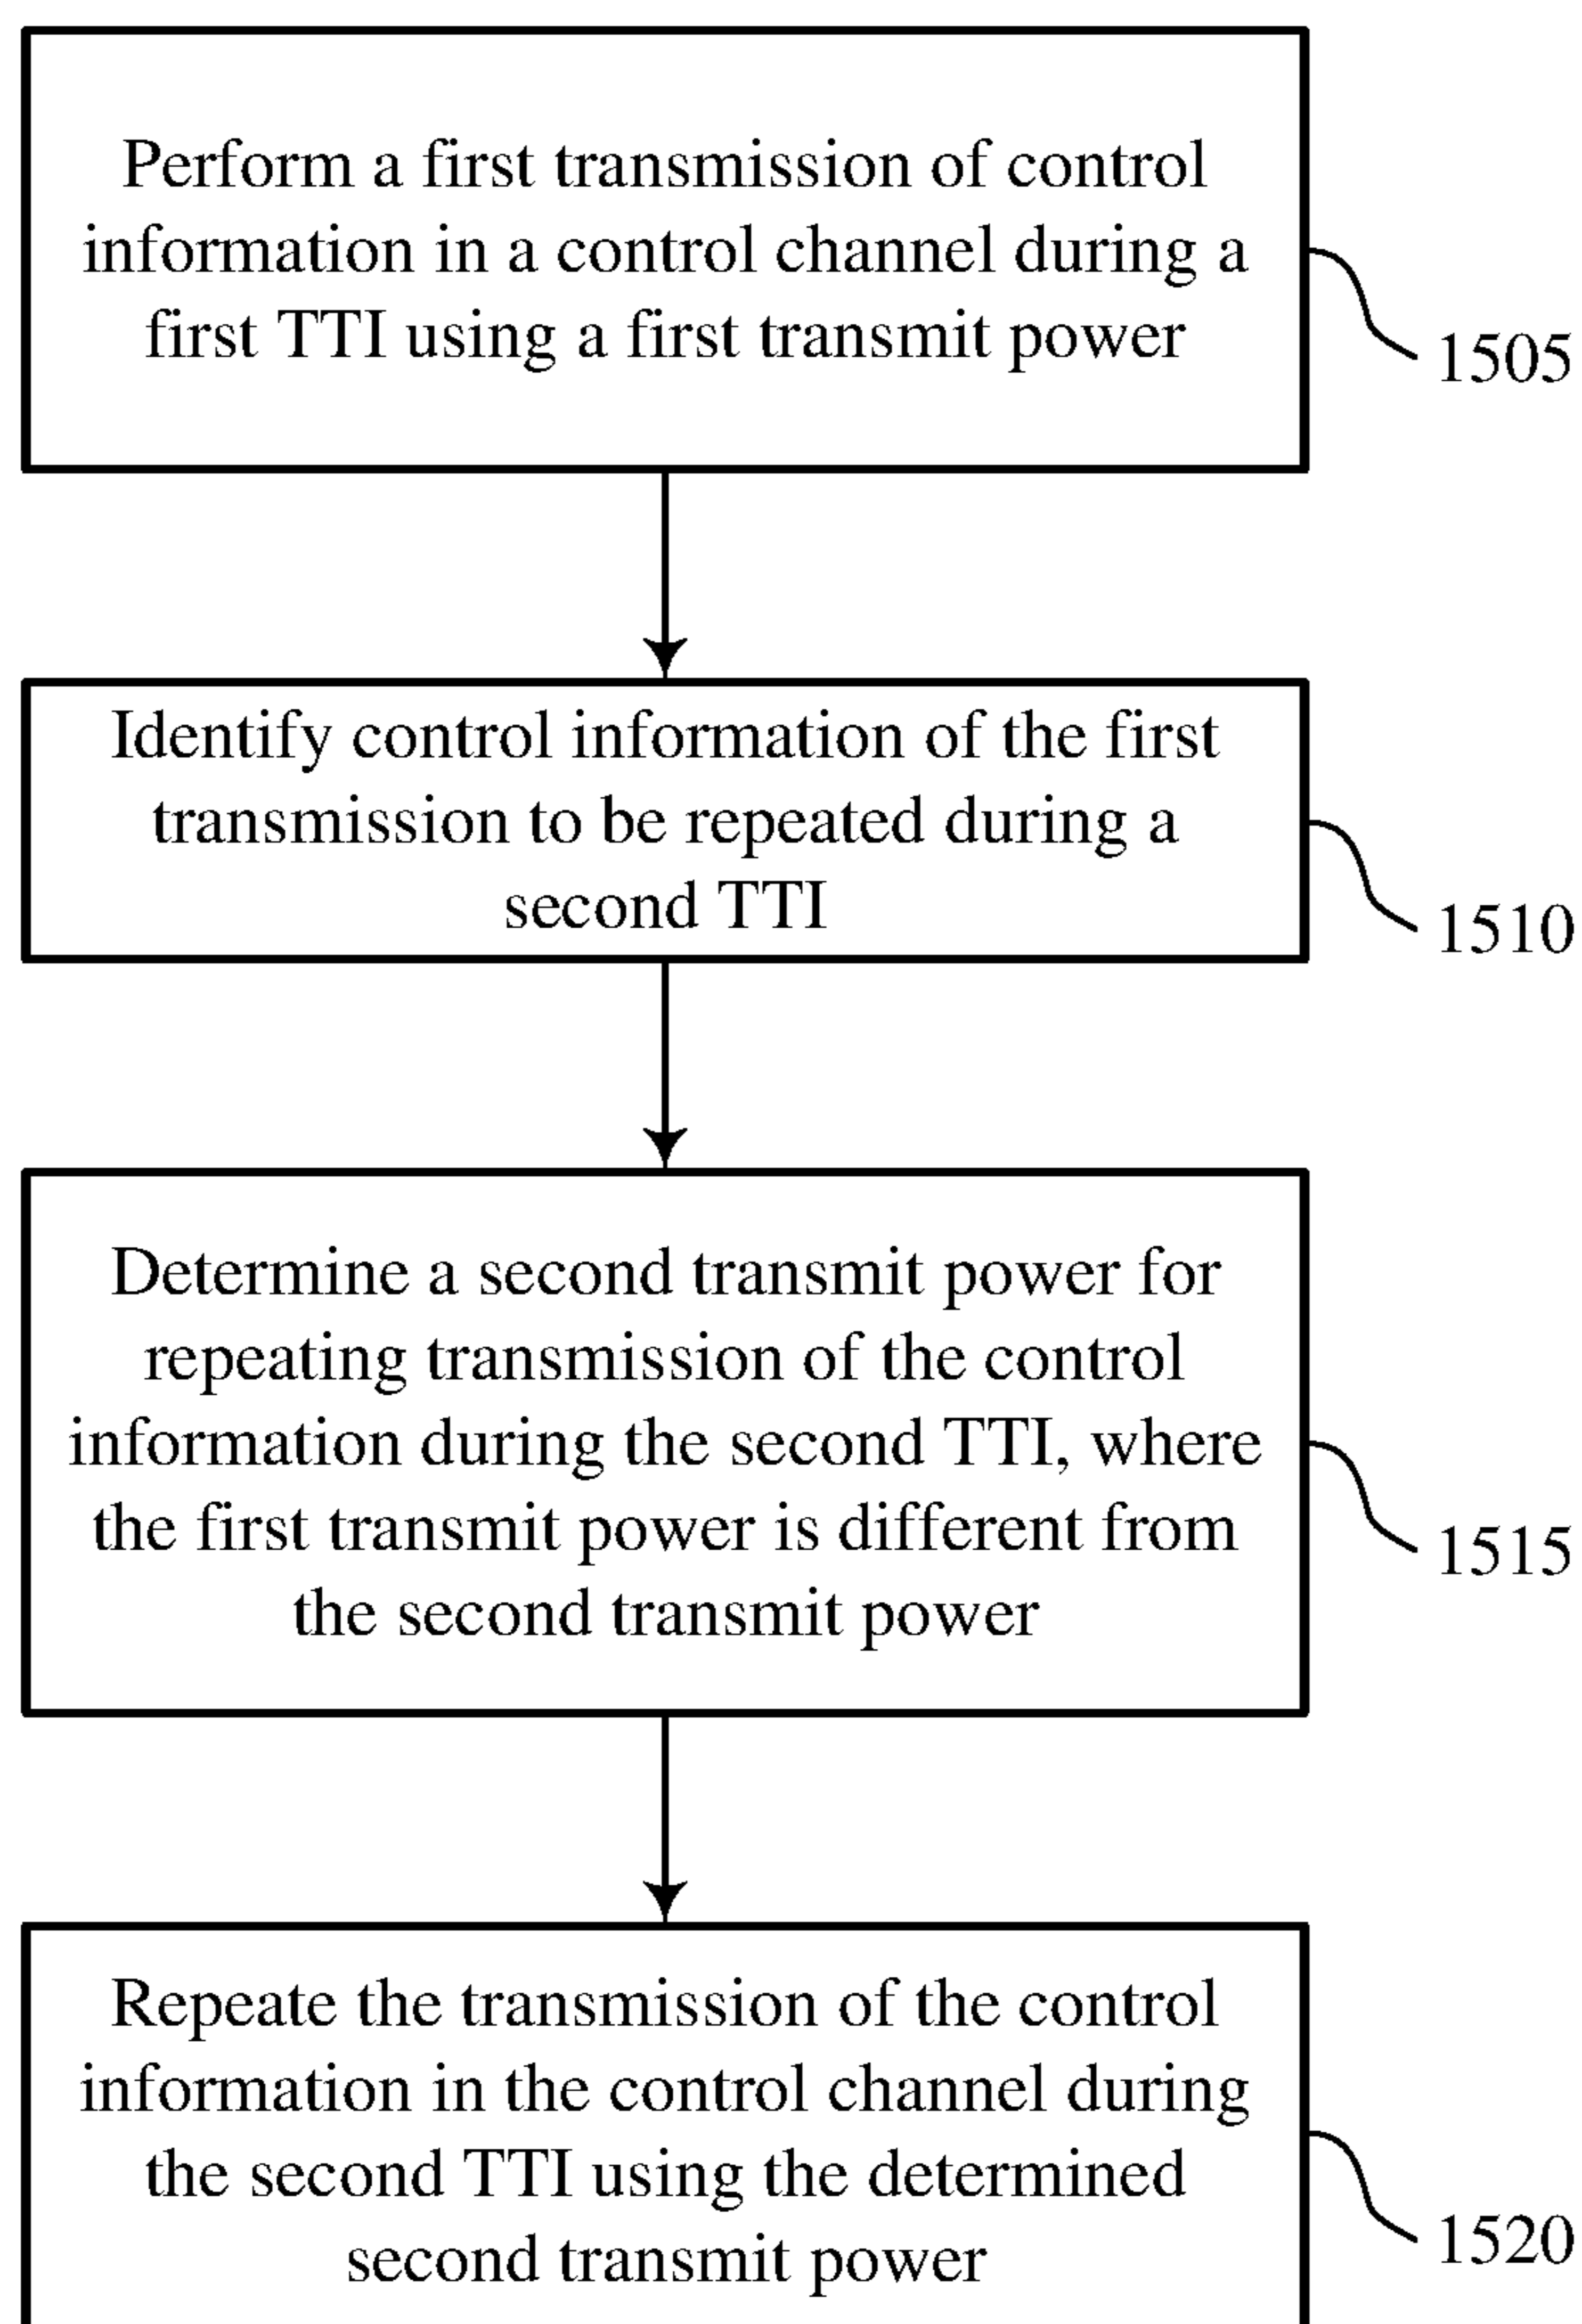 Perform a first transmission of control
information in a control channel during a
first TTI using a first transmit power
1505
Identify control information of the first
transmission to be repeated during a
second TTI
1510
Determine a second transmit power for
repeating transmission of the control
information during the second TTI, where
the first transmit power is different from
the second transmit power
1515
Repeate the transmission of the control
information in the control channel during
the second TTI using the determined
second transmit power
1520